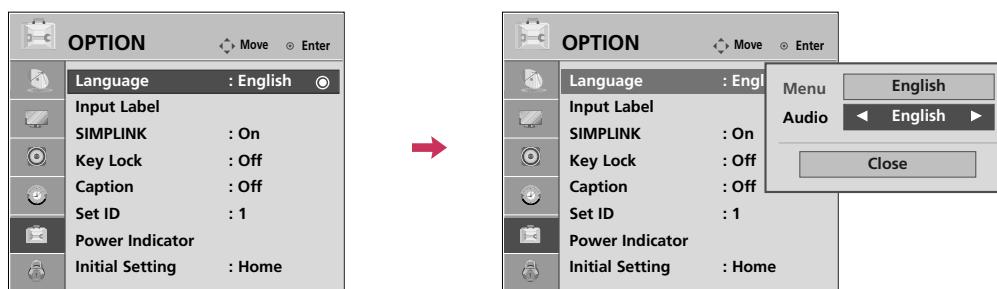 OPTION Move Enter
Language : English
Input Label
SIMPLINK : On
Key Lock : Off
Caption : Off
Set ID : 1
Power Indicator
Initial Setting : Home
OPTION Move Enter
Language : Engl
Input Label
SIMPLINK : On
Key Lock : Off
Caption : Off
Set ID : 1
Power Indicator
Initial Setting : Home
Menu English
Audio ◀ English ▶
Close